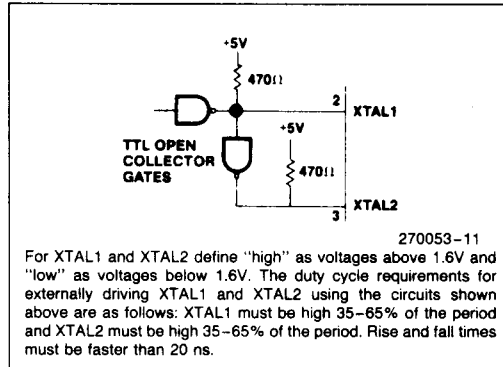 +5V
470Ω
2
XTAL1
+5V
TTL OPEN
COLLECTOR
GATES
470Ω
XTAL2
3
270053-11
For XTAL1 and XTAL2 define "high" as voltages above 1.6V and
"low" as voltages below 1.6V. The duty cycle requirements for
externally driving XTAL1 and XTAL2 using the circuits shown
above are as follows: XTAL1 must be high 35-65% of the period
and XTAL2 must be high 35-65% of the period. Rise and fall times
must be faster than 20 ns.